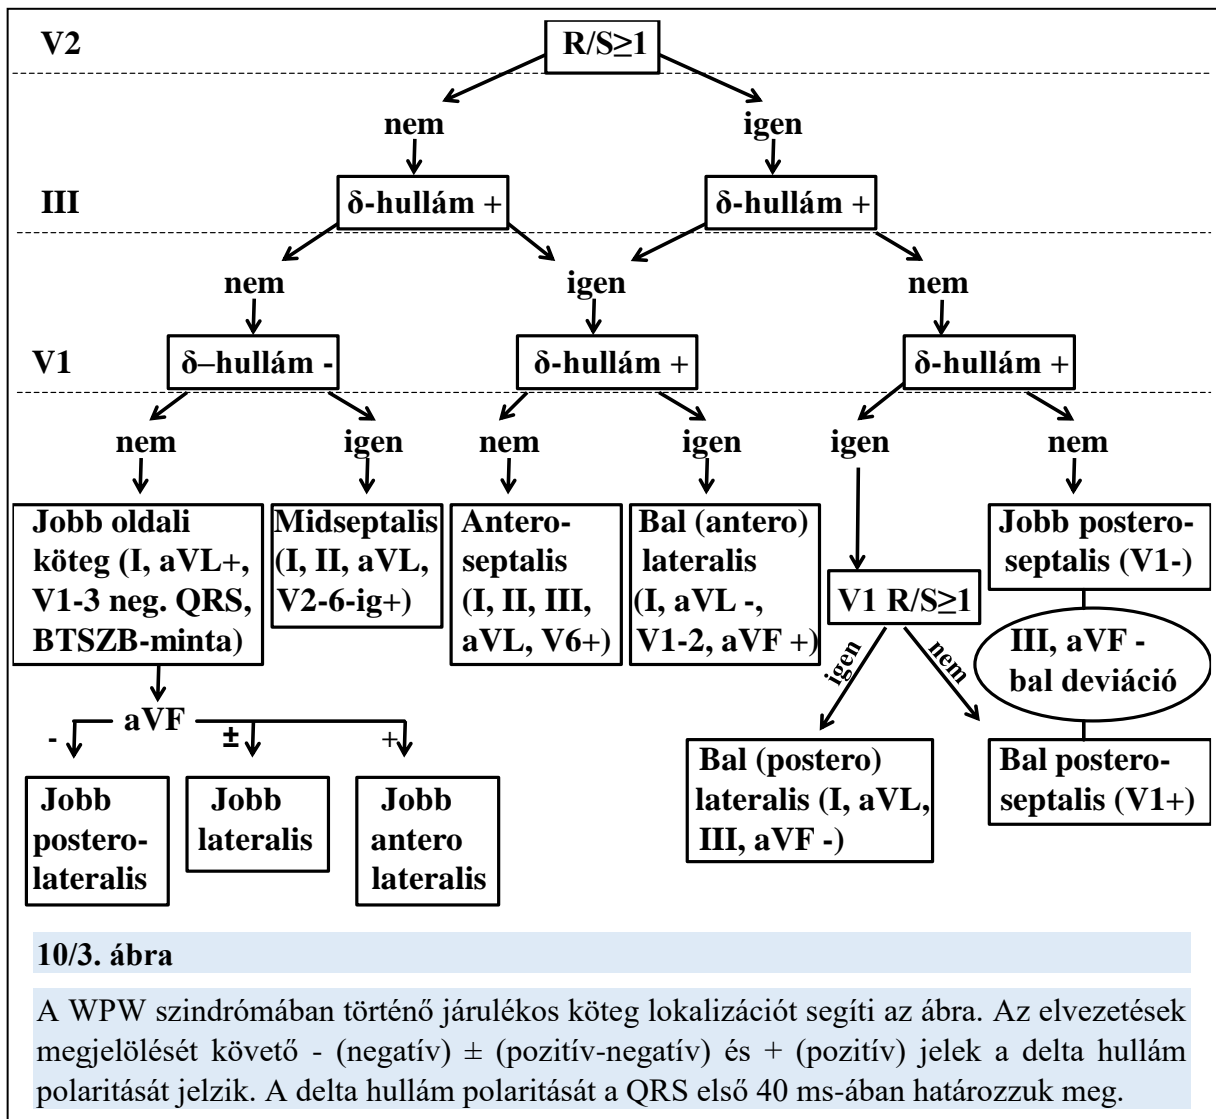 V2
R/S≥1
nem
igen
III
δ-hullám +
δ-hullám +
nem
igen
nem
V1
δ–hullám -
δ-hullám +
δ-hullám +
nem
igen
nem
igen
igen
nem
Jobb oldali
köteg (I, aVL+,
V1-3 neg. QRS,
BTSZB-minta)
Midseptalis
(I, II, aVL,
V2-6-ig+)
Antero-
septalis
(I, II, III,
aVL, V6+)
Bal (antero)
lateralis
(I, aVL -,
V1-2, aVF +)
V1 R/S≥1
Jobb postero-
septalis (V1-)
igen
nem
III, aVF -
bal deviáció
aVF
-
±
+
Jobb
postero-
lateralis
Jobb
lateralis
Jobb
antero
lateralis
Bal (postero)
lateralis (I, aVL,
III, aVF -)
Bal postero-
septalis (V1+)
10/3. ábra
A WPW szindrómában történő járulékos köteg lokalizációt segíti az ábra. Az elvezetések
megjelölését követő - (negatív) ± (pozitív-negatív) és + (pozitív) jelek a delta hullám
polaritását jelzik. A delta hullám polaritását a QRS első 40 ms-ában határozzuk meg.